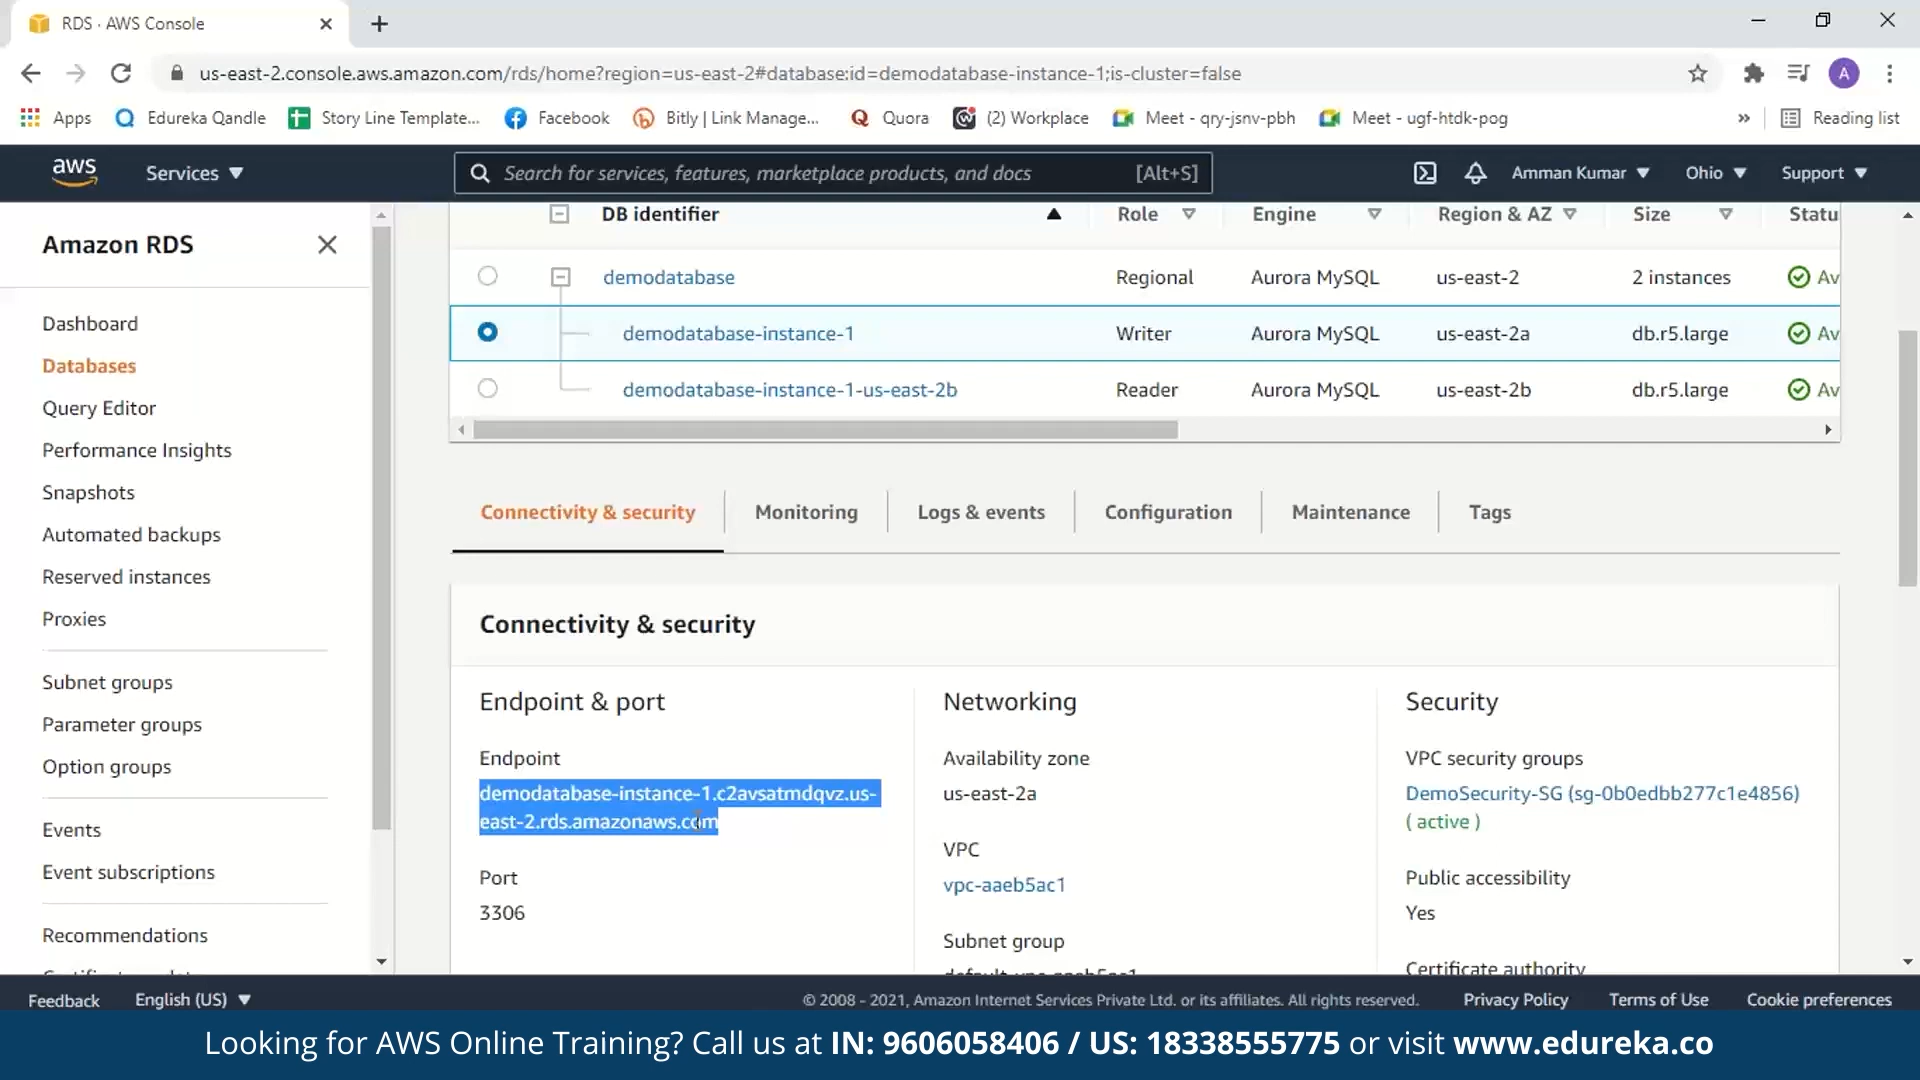 RDS · AWS Console
us-east-2.console.aws.amazon.com/rds/home?region=us-east-2#database:id=demodatabase-instance-1;is-cluster=false
A
Apps
Edureka Qandle
Story Line Template...
Facebook
Bitly | Link Manage...
Quora
(2) Workplace
Meet - qry-jsnv-pbh
Meet - ugf-htdk-pog
»
Reading list
aws
Services
Search for services, features, marketplace products, and docs
[Alt+S]
Amman Kumar
Ohio
Support
Amazon RDS
Dashboard
Databases
Query Editor
Performance Insights
Snapshots
Automated backups
Reserved instances
Proxies
Subnet groups
Parameter groups
Option groups
Events
Event subscriptions
Recommendations
DB identifier Role Engine Region & AZ Size Statu
demodatabase Regional Aurora MySQL us-east-2 2 instances Av
demodatabase-instance-1 Writer Aurora MySQL us-east-2a db.r5.large Av
demodatabase-instance-1-us-east-2b Reader Aurora MySQL us-east-2b db.r5.large Av
Connectivity & security
Monitoring
Logs & events
Configuration
Maintenance
Tags
Connectivity & security
Endpoint & port
Endpoint
demodatabase-instance-1.c2avsatmdqvz.us-
east-2.rds.amazonaws.com
Port
3306
Networking
Availability zone
us-east-2a
VPC
vpc-aaeb5ac1
Subnet group
default-vpc-aaeb5ac1
Security
VPC security groups
DemoSecurity-SG (sg-0b0edbb277c1e4856)
( active )
Public accessibility
Yes
Certificate authority
Feedback
English (US)
© 2008 - 2021, Amazon Internet Services Private Ltd. or its affiliates. All rights reserved.
Privacy Policy
Terms of Use
Cookie preferences
Looking for AWS Online Training? Call us at IN: 9606058406 / US: 18338555775 or visit www.edureka.co